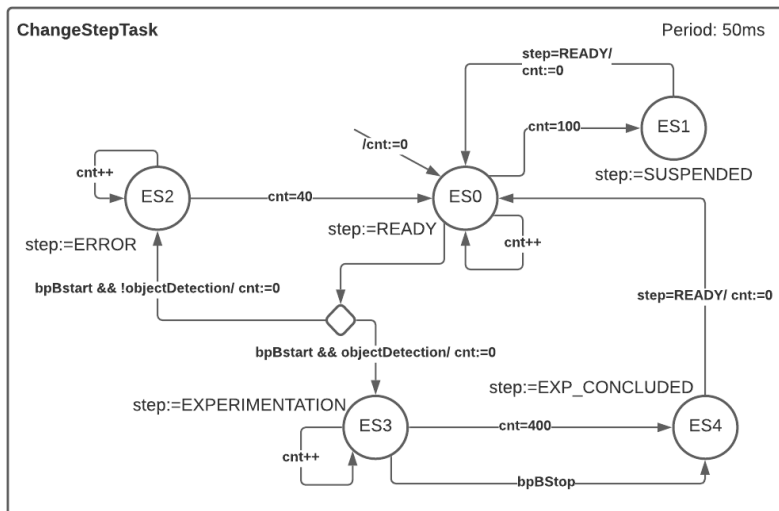 ChangeStepTask
Period: 50ms
step=READY/
cnt:=0
cnt=100
ES1
/cnt:=0
step:=SUSPENDED
cnt++
ES2
cnt=40
ES0
step:=READY
step:=ERROR
cnt++
bpBstart && !objectDetection/ cnt:=0
step=READY/ cnt:=0
bpBstart && objectDetection/ cnt:=0
step:=EXP_CONCLUDED
step:=EXPERIMENTATION
ES3
cnt=400
ES4
cnt++
bpBStop